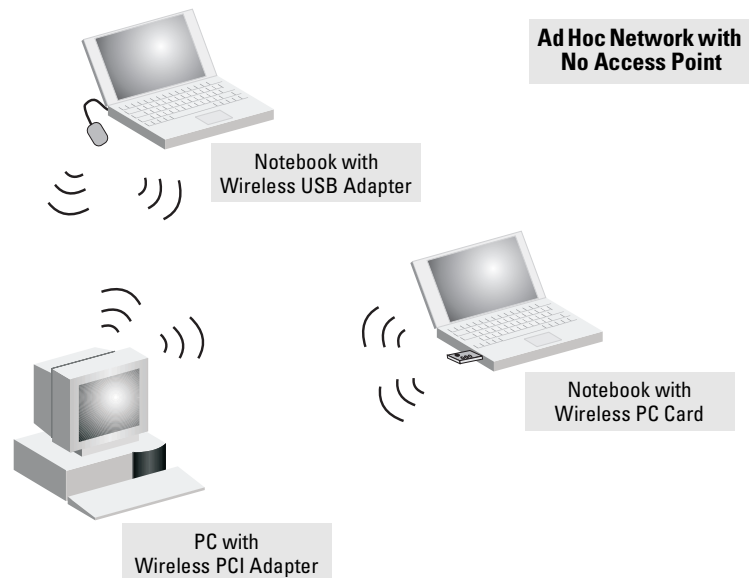 Ad Hoc Network with
No Access Point
Notebook with
Wireless USB Adapter
Notebook with
Wireless PC Card
PC with
Wireless PCI Adapter